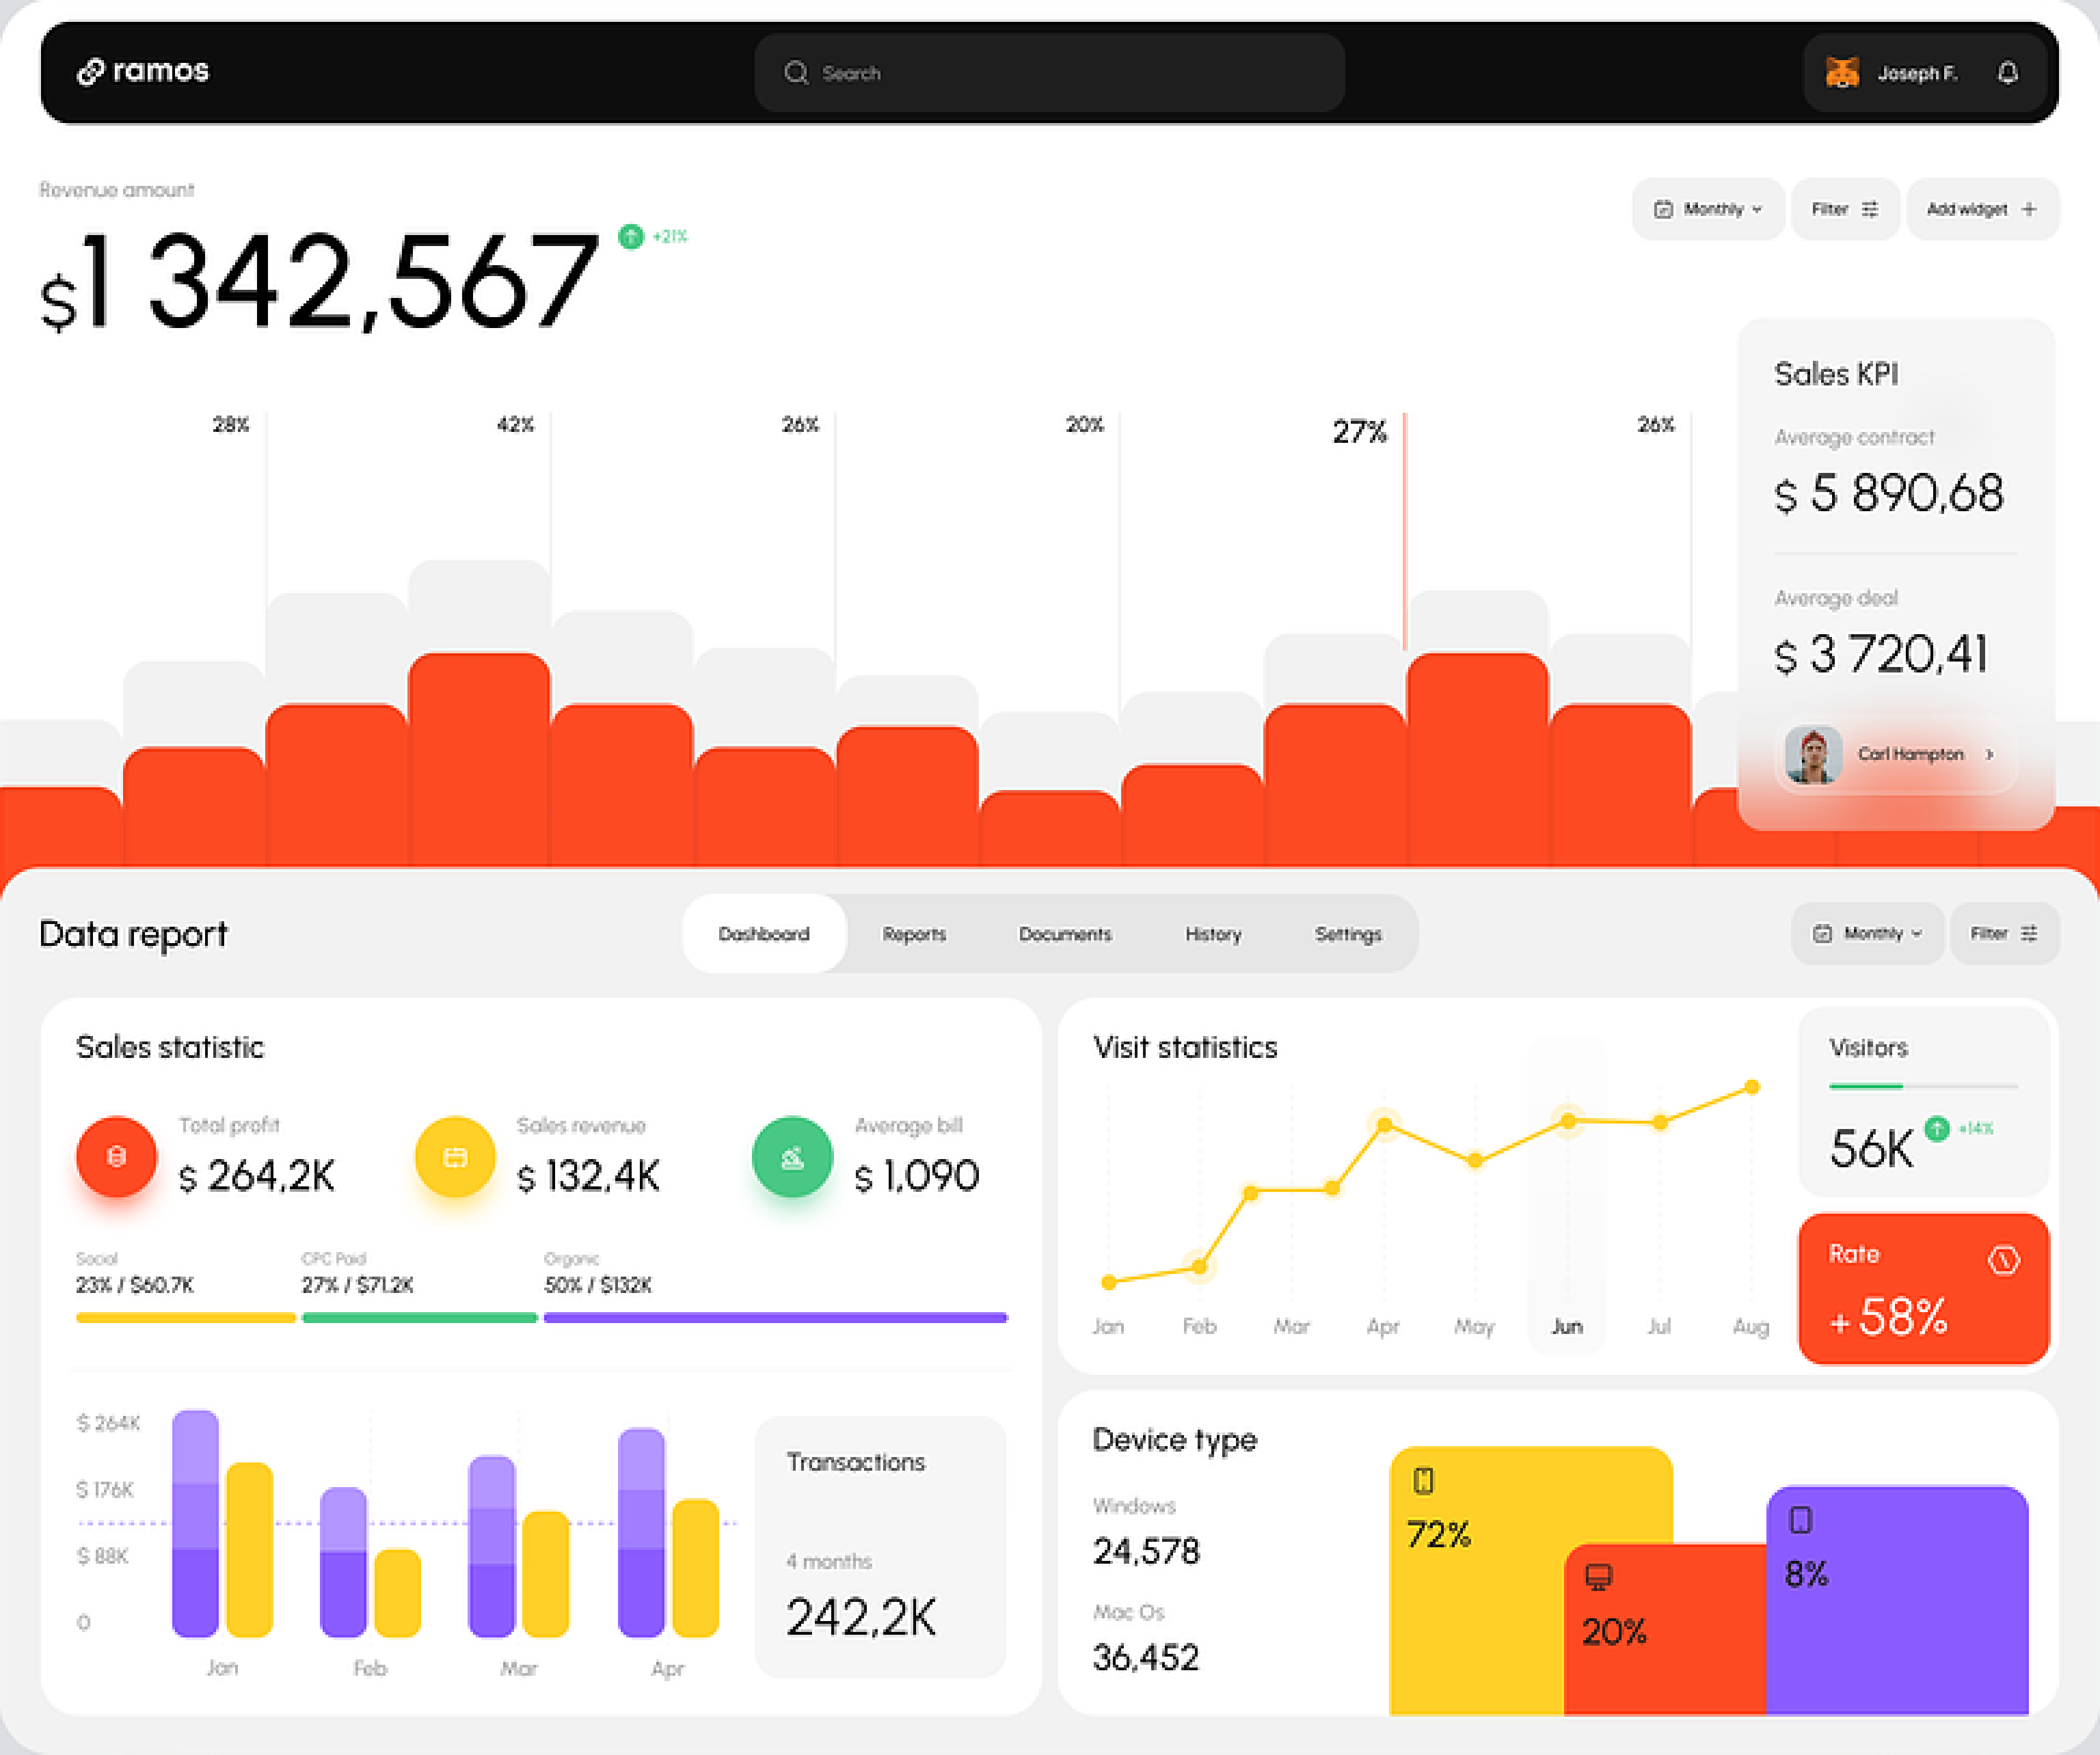 ramos
Search
Joseph F.
Revenue amount
$1 342,567
+21%
Monthly
Filter
Add widget
28%
42%
26%
20%
27%
26%
Sales KPI
Average contract
$ 5 890,68
Average deal
$ 3 720,41
Carl Hampton
Data report
Dashboard
Reports
Documents
History
Settings
Monthly
Filter
Sales statistic
Total profit
$ 264,2K
Sales revenue
$ 132,4K
Average bill
$ 1,090
Social
23% / $60.7K
CPC Paid
27% / $71.2K
Organic
50% / $132K
$ 264K
$ 176K
$ 88K
0
Jan
Feb
Mar
Apr
Transactions
4 months
242,2K
Visit statistics
Jan
Feb
Mar
Apr
May
Jun
Jul
Aug
Visitors
56K
+14%
Rate
+ 58%
Device type
Windows
24,578
Mac Os
36,452
72%
20%
8%